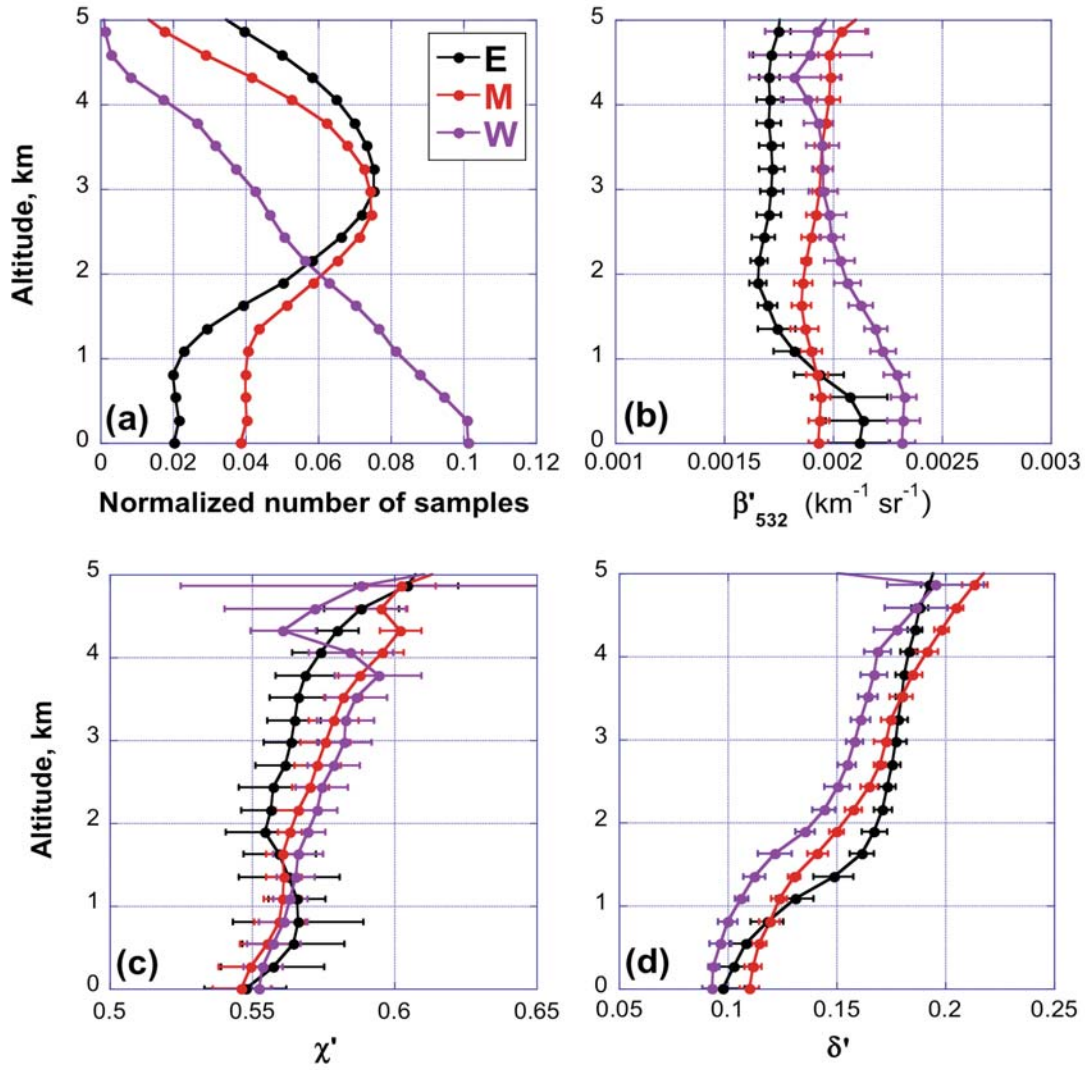 5
4
3
2
1
0
Altitude, km
E
M
W
(a)
0 0.02 0.04 0.06 0.08 0.1 0.12
Normalized number of samples
5
4
3
2
1
0
(b)
0.001 0.0015 0.002 0.0025 0.003
β'532 (km-1 sr-1)
5
4
3
2
1
0
Altitude, km
(c)
0.5 0.55 0.6 0.65
χ'
5
4
3
2
1
0
(d)
0.05 0.1 0.15 0.2 0.25
δ'